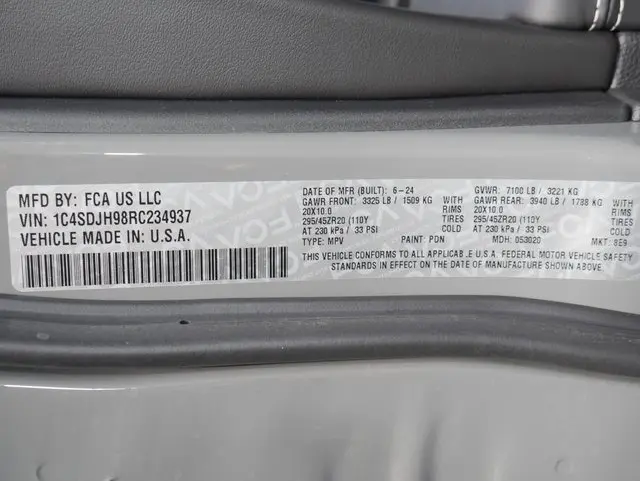 MFD BY: FCA US LLC
VIN: 1C4SDJH98RC234937
VEHICLE MADE IN: U.S.A.
DATE OF MFR (BUILT): 6-24
GAWR FRONT: 3325 LB / 1509 KG WITH
20X10.0 RIMS
295/45ZR20 (110Y
AT 230 kPa / 33 PSI COLD
TYPE: MPV PAINT: PDN
GVWR: 7100 LB / 3221 KG
GAWR REAR: 3940 LB / 1788 KG WITH
20X10.0 RIMS
295/45ZR20 (110Y
AT 230 kPa / 33 PSI COLD
MDH: 053020 MKT: 8E9
THIS VEHICLE CONFORMS TO ALL APPLICABLE U.S.A. FEDERAL MOTOR VEHICLE SAFETY
STANDARDS IN EFFECT ON THE DATE OF MANUFACTURE SHOWN ABOVE.